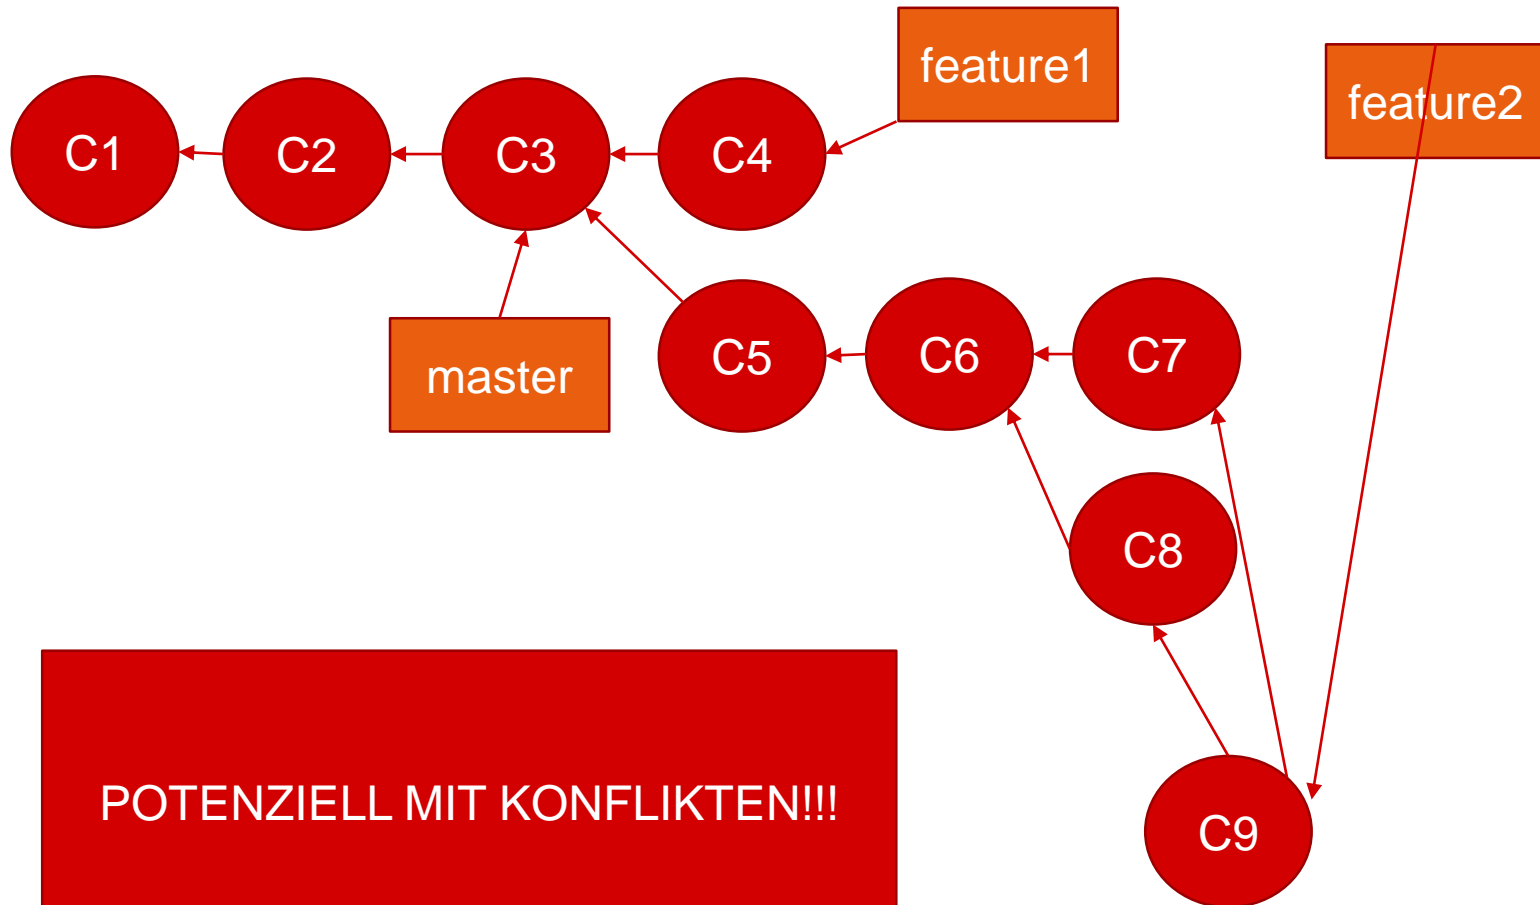 feature1
feature2
C1
C2
C3
C4
master
C5
C6
C7
C8
POTENZIELL MIT KONFLIKTEN!!!
C9